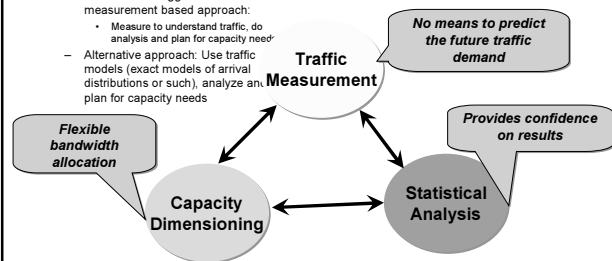 measurement based approach:
• Measure to understand traffic, do
analysis and plan for capacity needs
– Alternative approach: Use traffic
models (exact models of arrival
distributions or such), analyze and
plan for capacity needs
No means to predict
the future traffic
demand
Traffic
Measurement
Flexible
bandwidth
allocation
Provides confidence
on results
Capacity
Dimensioning
Statistical
Analysis